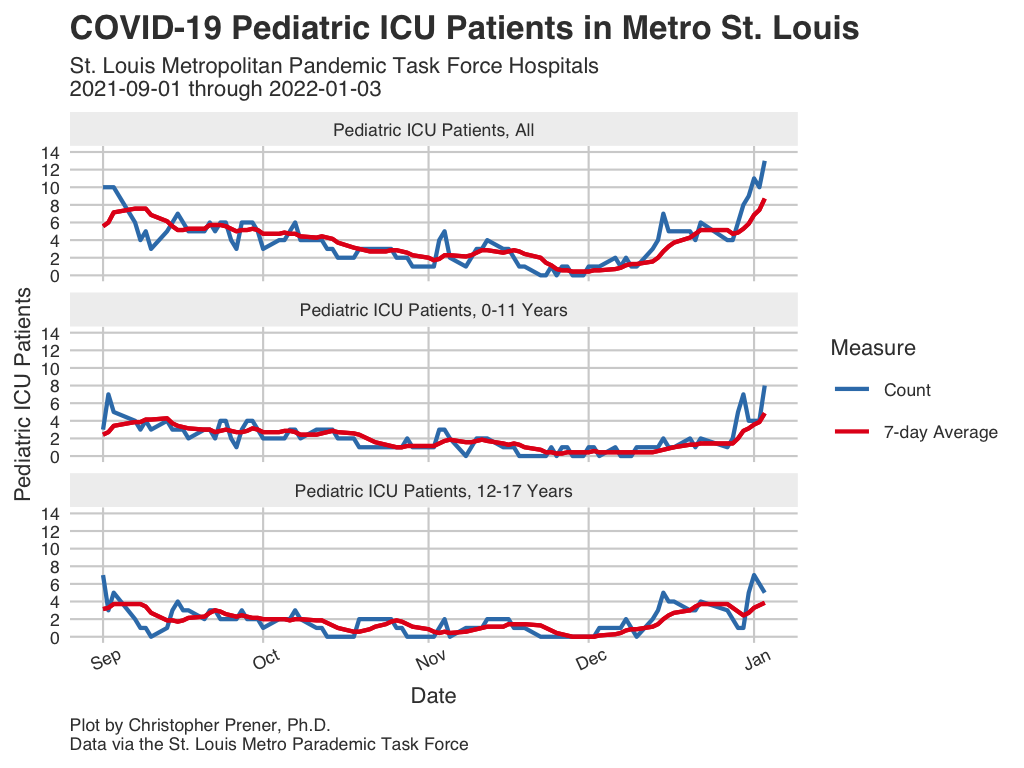 COVID-19 Pediatric ICU Patients in Metro St. Louis
St. Louis Metropolitan Pandemic Task Force Hospitals
2021-09-01 through 2022-01-03
Pediatric ICU Patients
Pediatric ICU Patients, All
14
12
10
8
6
4
2
0
Pediatric ICU Patients, 0-11 Years
14
12
10
8
6
4
2
0
Pediatric ICU Patients, 12-17 Years
14
12
10
8
6
4
2
0
Sep
Oct
Nov
Dec
Jan
Date
Measure
Count
7-day Average
Plot by Christopher Prener, Ph.D.
Data via the St. Louis Metro Parademic Task Force